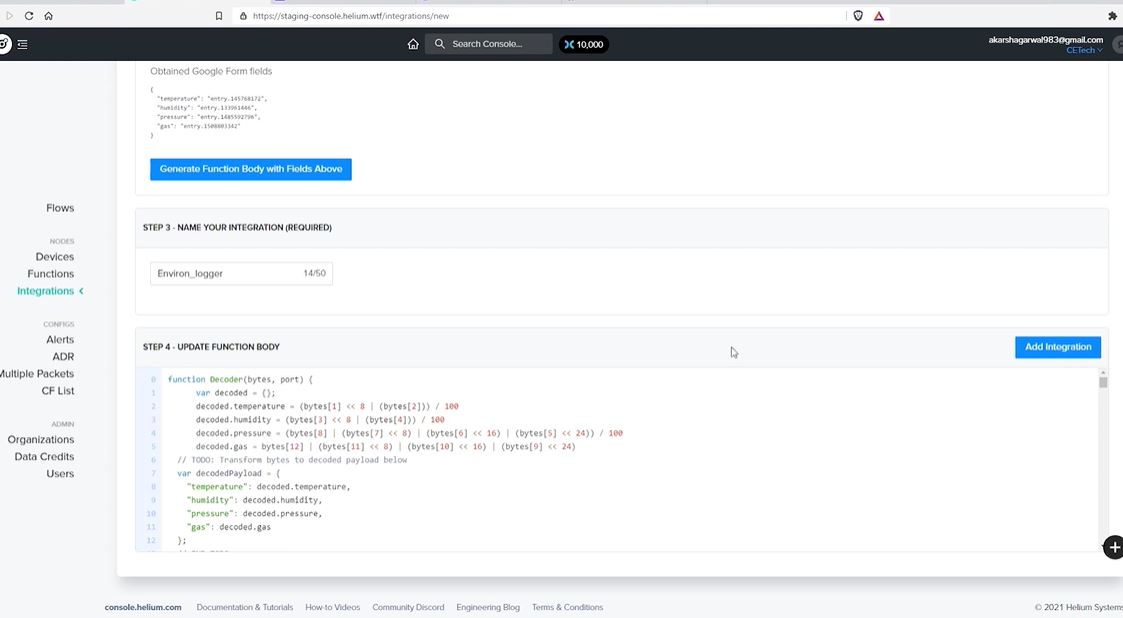 https://staging-console.helium.wtf/integrations/new
Search Console...
10,000
akarshagarwal983@gmail.com
CETech
Obtained Google Form fields
{
"temperature": "entry.145768172",
"humidity": "entry.133961446",
"pressure": "entry.1485592796",
"gas": "entry.1508803342"
}
Generate Function Body with Fields Above
Flows
NODES
Devices
Functions
Integrations
CONFIGS
Alerts
ADR
Multiple Packets
CF List
ADMIN
Organizations
Data Credits
Users
STEP 3 - NAME YOUR INTEGRATION (REQUIRED)
Environ_logger 14/50
STEP 4 - UPDATE FUNCTION BODY
Add Integration
0 function Decoder(bytes, port) {
1 var decoded = {};
2 decoded.temperature = (bytes[1] << 8 | (bytes[2])) / 100
3 decoded.humidity = (bytes[3] << 8 | (bytes[4])) / 100
4 decoded.pressure = (bytes[8] | (bytes[7] << 8) | (bytes[6] << 16) | (bytes[5] << 24)) / 100
5 decoded.gas = bytes[12] | (bytes[11] << 8) | (bytes[10] << 16) | (bytes[9] << 24)
6 // TODO: Transform bytes to decoded payload below
7 var decodedPayload = {
8 "temperature": decoded.temperature,
9 "humidity": decoded.humidity,
10 "pressure": decoded.pressure,
11 "gas": decoded.gas
12 };
console.helium.com Documentation & Tutorials How-to Videos Community Discord Engineering Blog Terms & Conditions
© 2021 Helium Systems